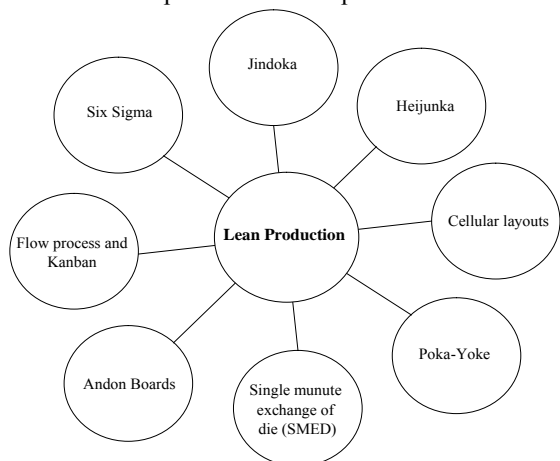 Jindoka
Six Sigma
Heijunka
Cellular layouts
Lean Production
Flow process and
Kanban
Poka-Yoke
Andon Boards
Single munute
exchange of
die (SMED)